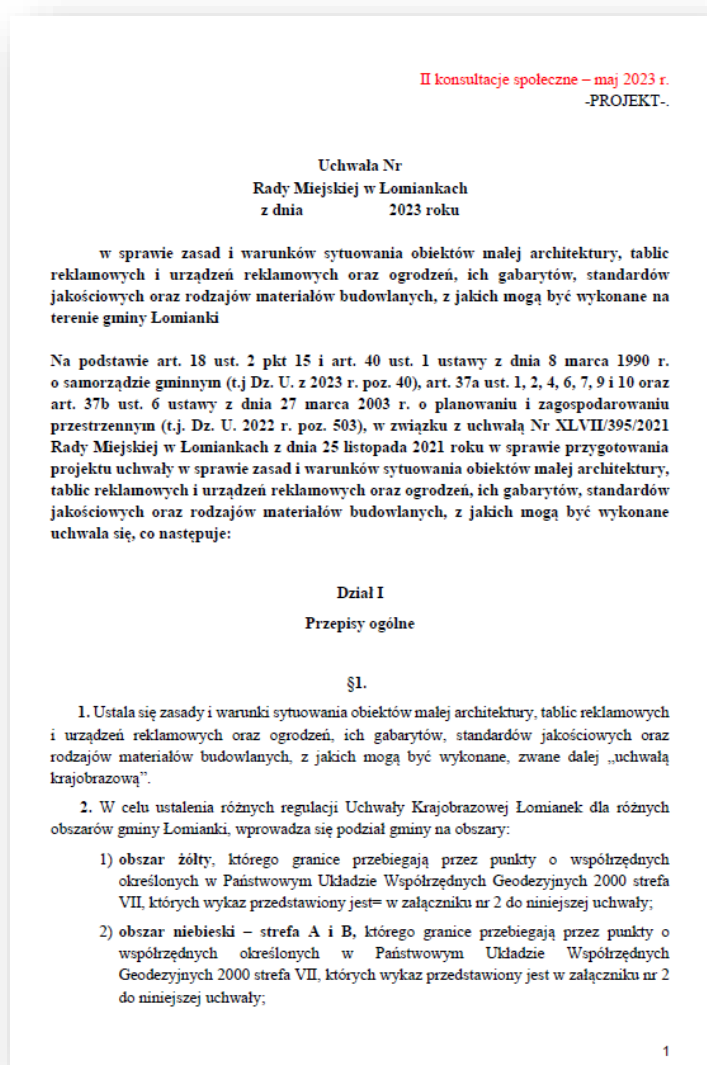 II konsultacje społeczne – maj 2023 r.
-PROJEKT-.
Uchwała Nr
Rady Miejskiej w Łomiankach
z dnia 2023 roku
w sprawie zasad i warunków sytuowania obiektów małej architektury, tablic
reklamowych i urządzeń reklamowych oraz ogrodzeń, ich gabarytów, standardów
jakościowych oraz rodzajów materiałów budowlanych, z jakich mogą być wykonane na
terenie gminy Łomianki
Na podstawie art. 18 ust. 2 pkt 15 i art. 40 ust. 1 ustawy z dnia 8 marca 1990 r.
o samorządzie gminnym (t.j Dz. U. z 2023 r. poz. 40), art. 37a ust. 1, 2, 4, 6, 7, 9 i 10 oraz
art. 37b ust. 6 ustawy z dnia 27 marca 2003 r. o planowaniu i zagospodarowaniu
przestrzennym (t.j. Dz. U. 2022 r. poz. 503), w związku z uchwałą Nr XLVII/395/2021
Rady Miejskiej w Łomiankach z dnia 25 listopada 2021 roku w sprawie przygotowania
projektu uchwały w sprawie zasad i warunków sytuowania obiektów małej architektury,
tablic reklamowych i urządzeń reklamowych oraz ogrodzeń, ich gabarytów, standardów
jakościowych oraz rodzajów materiałów budowlanych, z jakich mogą być wykonane
uchwala się, co następuje:
Dział I
Przepisy ogólne
§1.
1. Ustala się zasady i warunki sytuowania obiektów małej architektury, tablic reklamowych
i urządzeń reklamowych oraz ogrodzeń, ich gabarytów, standardów jakościowych oraz
rodzajów materiałów budowlanych, z jakich mogą być wykonane, zwane dalej „uchwałą
krajobrazową”.
2. W celu ustalenia różnych regulacji Uchwały Krajobrazowej Łomianek dla różnych
obszarów gminy Łomianki, wprowadza się podział gminy na obszary:
1) obszar żółty, którego granice przebiegają przez punkty o współrzędnych
określonych w Państwowym Układzie Współrzędnych Geodezyjnych 2000 strefa
VII, których wykaz przedstawiony jest= w załączniku nr 2 do niniejszej uchwały;
2) obszar niebieski – strefa A i B, którego granice przebiegają przez punkty o
współrzędnych określonych w Państwowym Układzie Współrzędnych
Geodezyjnych 2000 strefa VII, których wykaz przedstawiony jest w załączniku nr 2
do niniejszej uchwały;
1